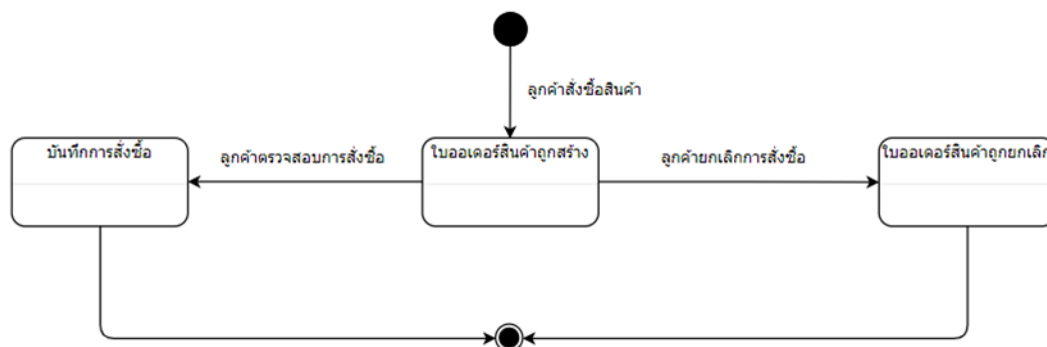 ลูกค้าสั่งซื้อสินค้า
บันทึกการสั่งซื้อ
ลูกค้าตรวจสอบการสั่งซื้อ
ใบออเดอร์สินค้าถูกสร้าง
ลูกค้ายกเลิกการสั่งซื้อ
ใบออเดอร์สินค้าถูกยกเลิก